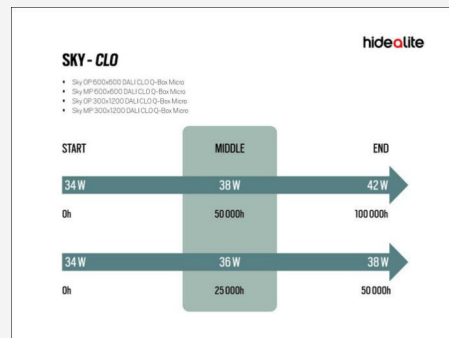 hidealite
SKY - CLO
• Sky OP 600x600 DALI CLO Q-Box Micro
• Sky MP 600x600 DALI CLO Q-Box Micro
• Sky OP 300x1200 DALI CLO Q-Box Micro
• Sky MP 300x1200 DALI CLO Q-Box Micro
START MIDDLE END
34 W 38 W 42 W
0h 50 000h 100 000h
34 W 36 W 38 W
0h 25 000h 50 000h